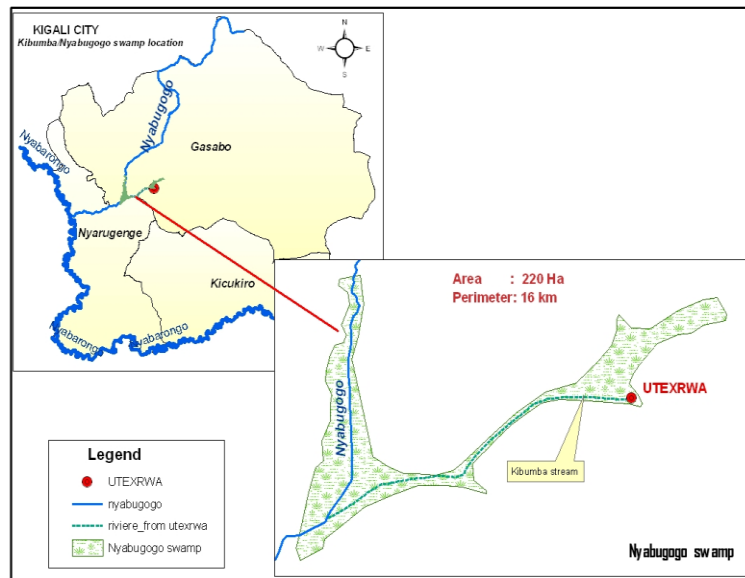 KIGALI CITY
Kibumba/Nyabugogo swamp location
N
W
E
S
Nyabugogo
Gasabo
Nyabarongo
Nyarugenge
Kicukiro
Nyabarongo
Nyabarongo
Area : 220 Ha
Perimeter: 16 km
UTEXRWA
Nyabugogo
Kibumba stream
Legend
UTEXRWA
nyabugogo
riviere_from utexrwa
Nyabugogo swamp
Nyabugogo swamp